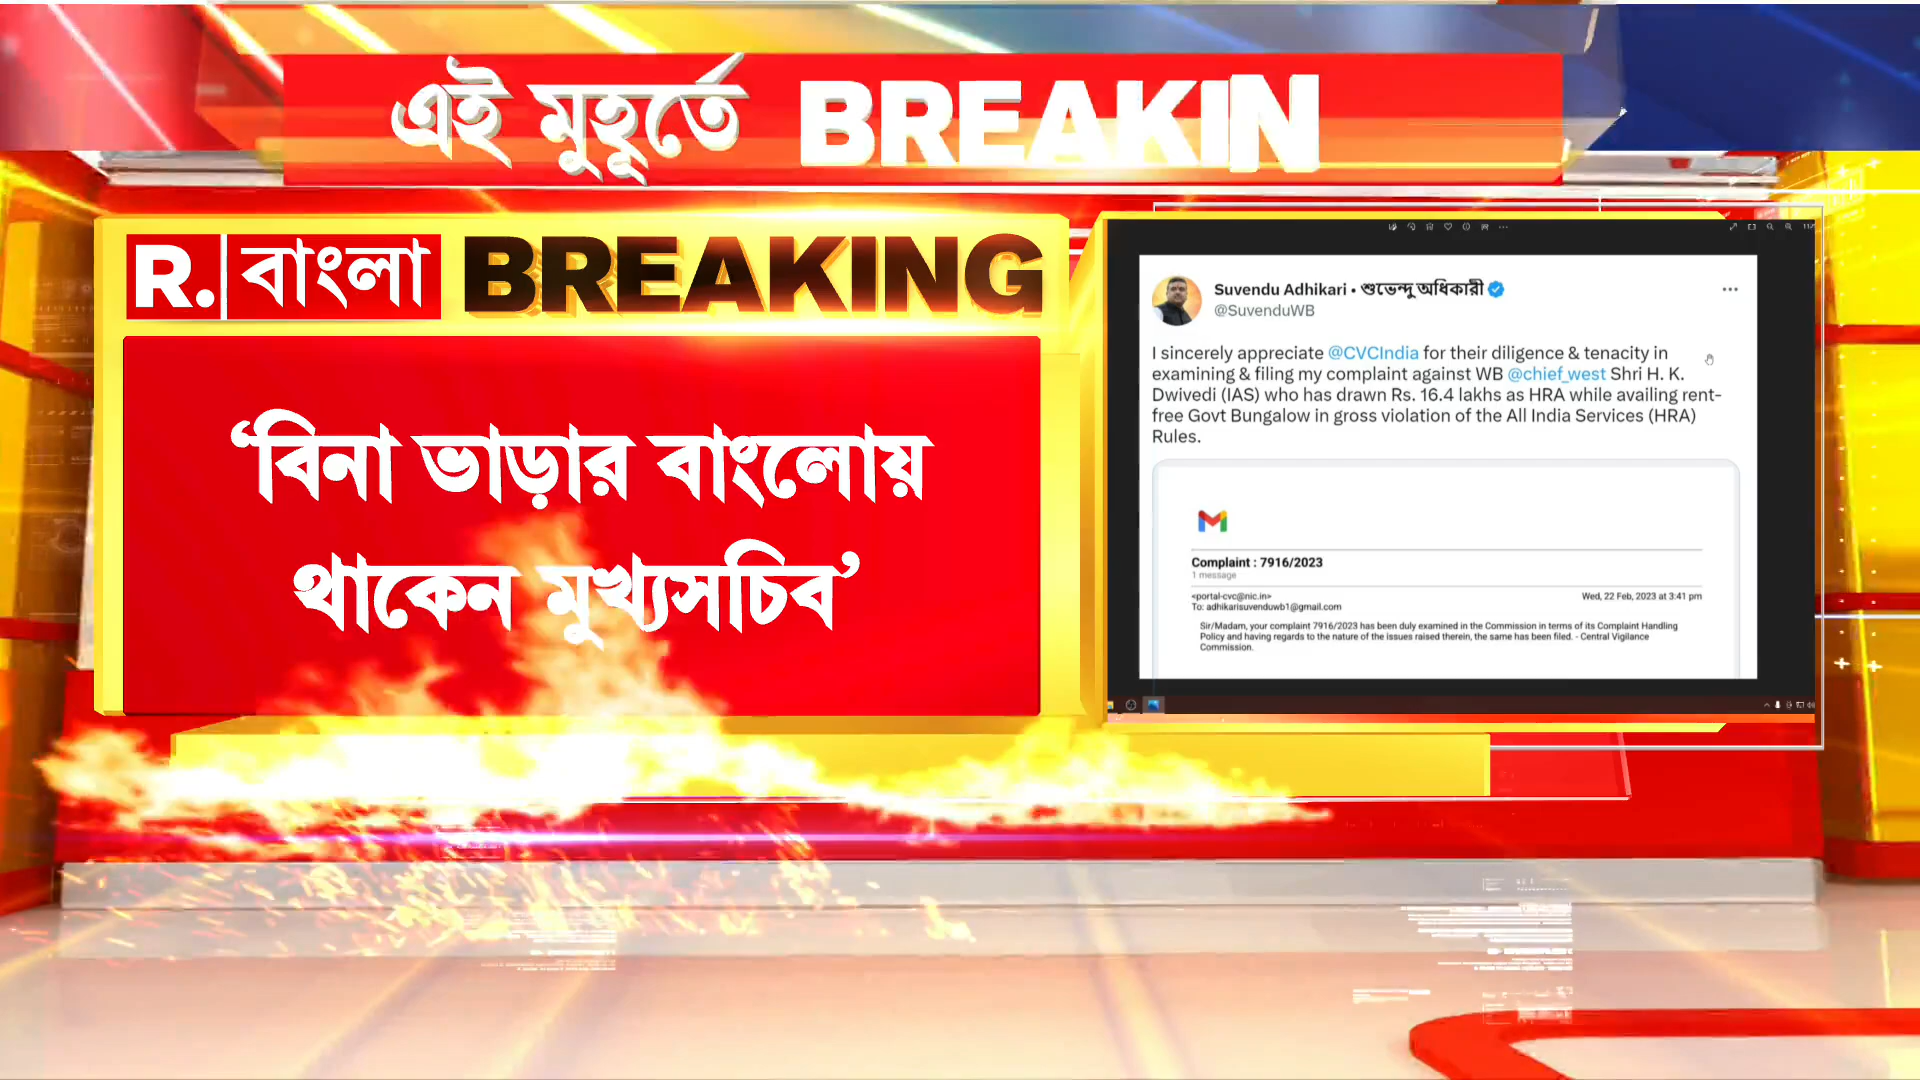 এই মুহূর্তে BREAKIN
R. বাংলা BREAKING
‘বিনা ভাড়ার বাংলোয়
থাকেন মুখ্যসচিব’
Suvendu Adhikari • শুভেন্দু অধিকারী
@SuvenduWB
I sincerely appreciate @CVCIndia for their diligence & tenacity in
examining & filing my complaint against WB @chief_west Shri H. K.
Dwivedi (IAS) who has drawn Rs. 16.4 lakhs as HRA while availing rent-
free Govt Bungalow in gross violation of the All India Services (HRA)
Rules.
Complaint : 7916/2023
1 message
<portal-cvc@nic.in>
Wed, 22 Feb, 2023 at 3:41 pm
To: adhikarisuvenduwb1@gmail.com
Sir/Madam, your complaint 7916/2023 has been duly examined in the Commission in terms of its Complaint Handling
Policy and having regards to the nature of the issues raised therein, the same has been filed. - Central Vigilance
Commission.